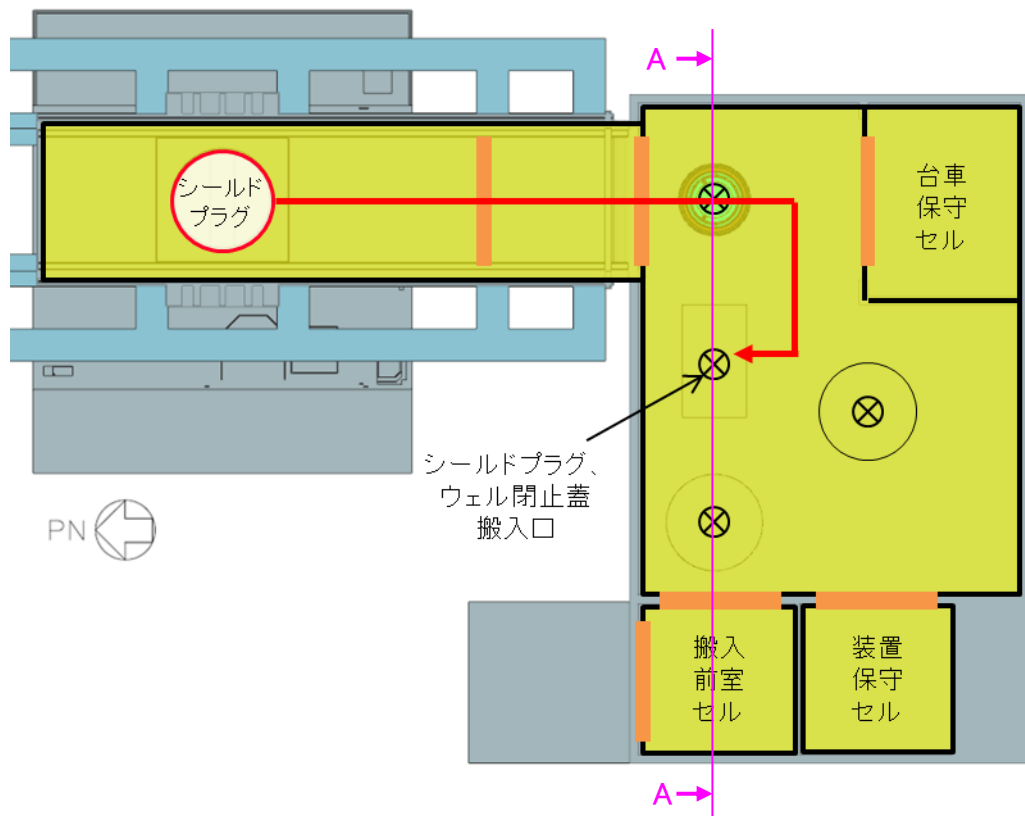 A
シールド
プラグ
台車
保守
セル
シールドプラグ、
ウェル閉止蓋
搬入口
PN
搬入
前室
セル
装置
保守
セル
A